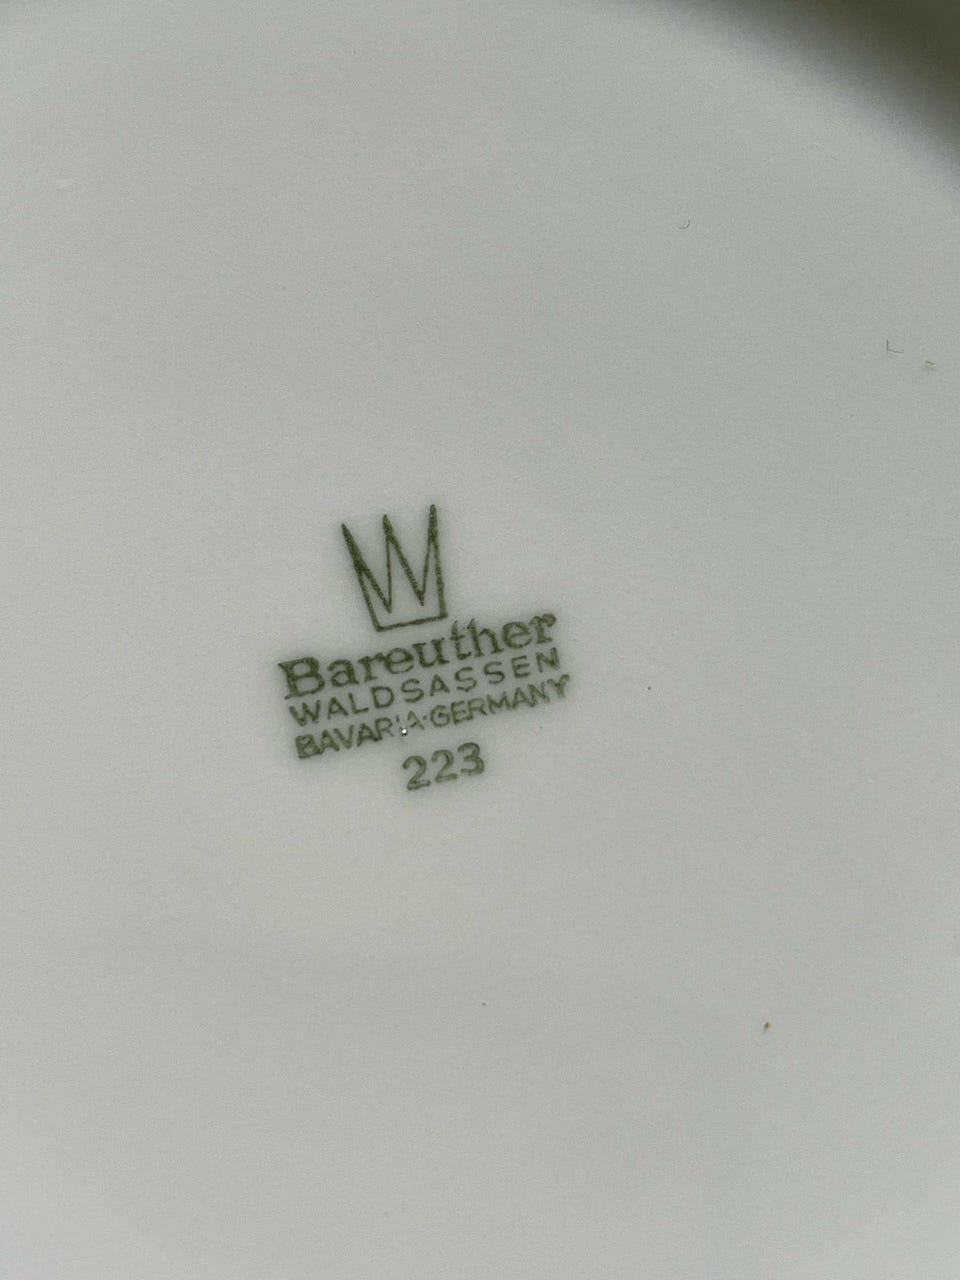 W
Bareuther
WALDSASSEN
BAVARIA·GERMANY
223